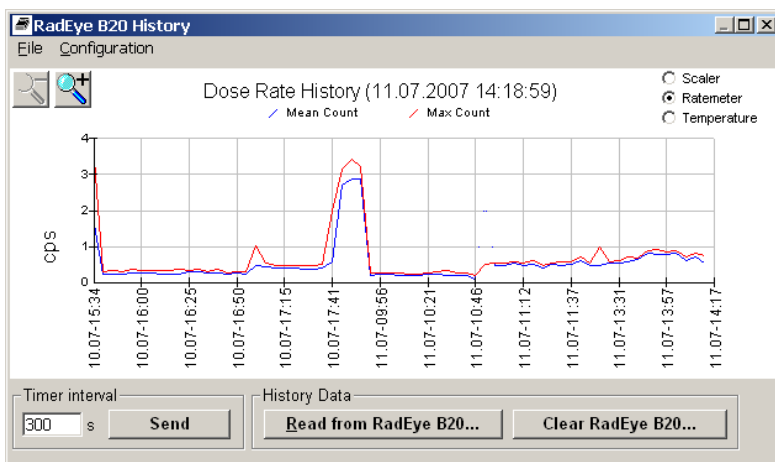 RadEye B20 History
File Configuration
Dose Rate History (11.07.2007 14:18:59)
Mean Count Max Count
Scaler
Ratemeter
Temperature
cps
4
3
2
1
0
10.07-15:34
10.07-16:00
10.07-16:25
10.07-16:50
10.07-17:15
10.07-17:41
11.07-09:56
11.07-10:21
11.07-10:46
11.07-11:12
11.07-11:37
11.07-13:31
11.07-13:57
11.07-14:17
Timer interval
300 s Send
History Data
Read from RadEye B20... Clear RadEye B20...